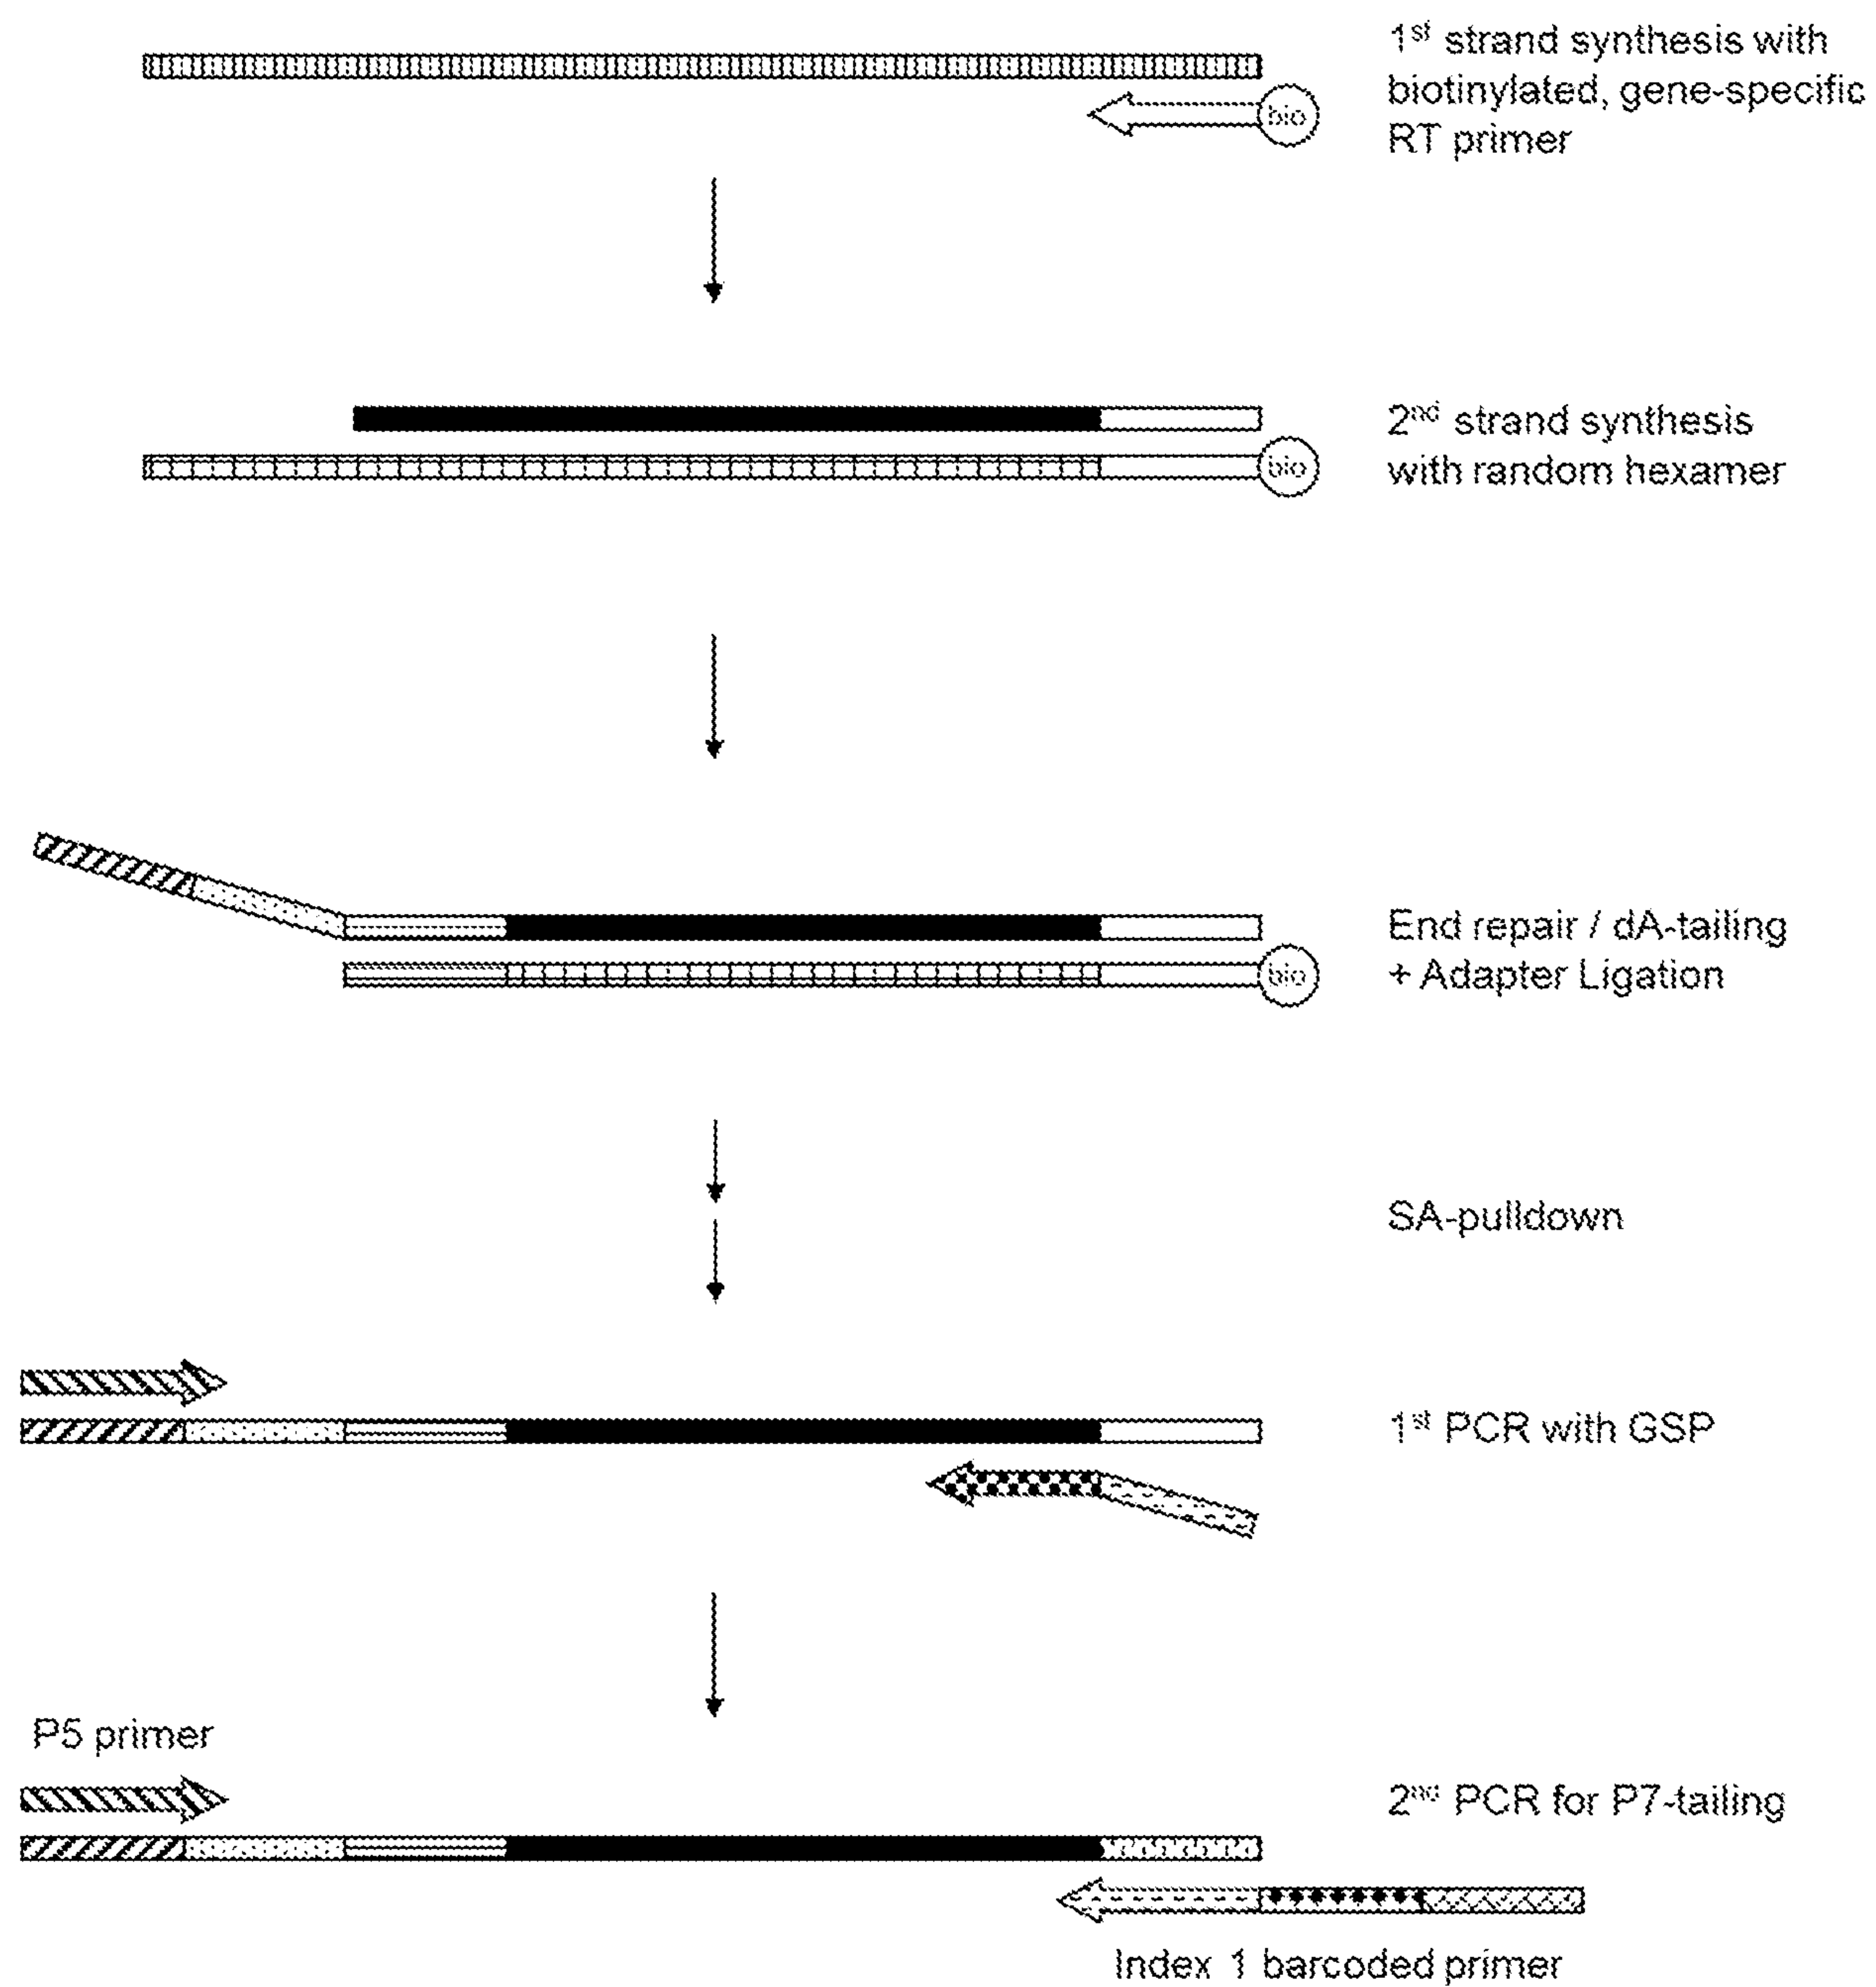 1st strand synthesis with
biotinylated, gene-specific
RT primer
bio
2nd strand synthesis
with random hexamer
bio
End repair / dA-tailing
+ Adapter Ligation
bio
SA-pulldown
1st PCR with GSP
P5 primer
2nd PCR for P7-tailing
Index 1 barcoded primer